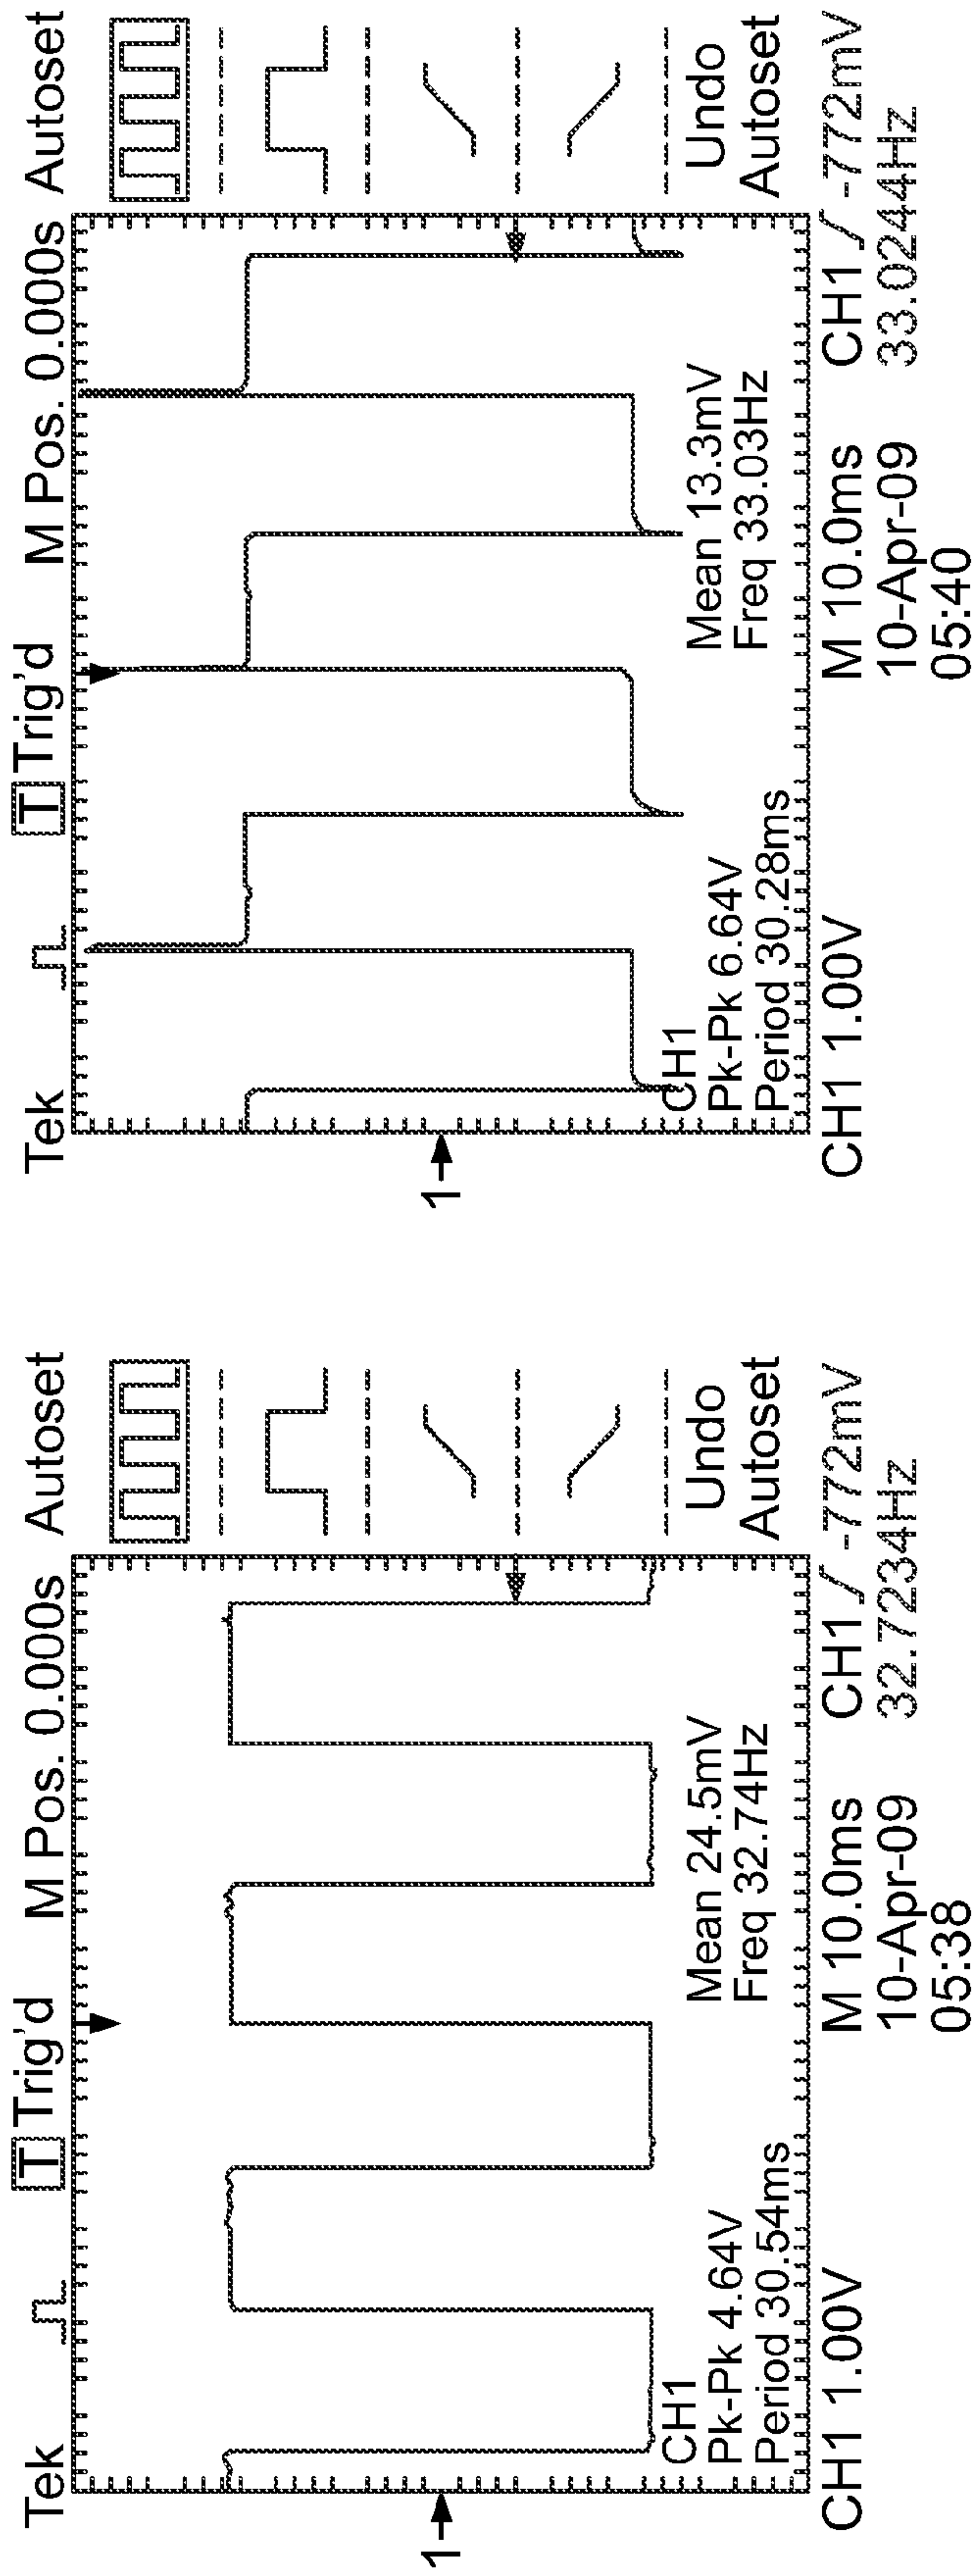 Tek T Trig'd M Pos. 0.000s Autoset
1
CH1
Pk-Pk 4.64V Mean 24.5mV
Period 30.54ms Freq 32.74Hz
Undo
Autoset
CH1 1.00V M 10.0ms CH1 / -772mV
10-Apr-09 32.7234Hz
05:38
Tek T Trig'd M Pos. 0.000s Autoset
1
CH1
Pk-Pk 6.64V Mean 13.3mV
Period 30.28ms Freq 33.03Hz
Undo
Autoset
CH1 1.00V M 10.0ms CH1 / -772mV
10-Apr-09 33.0244Hz
05:40